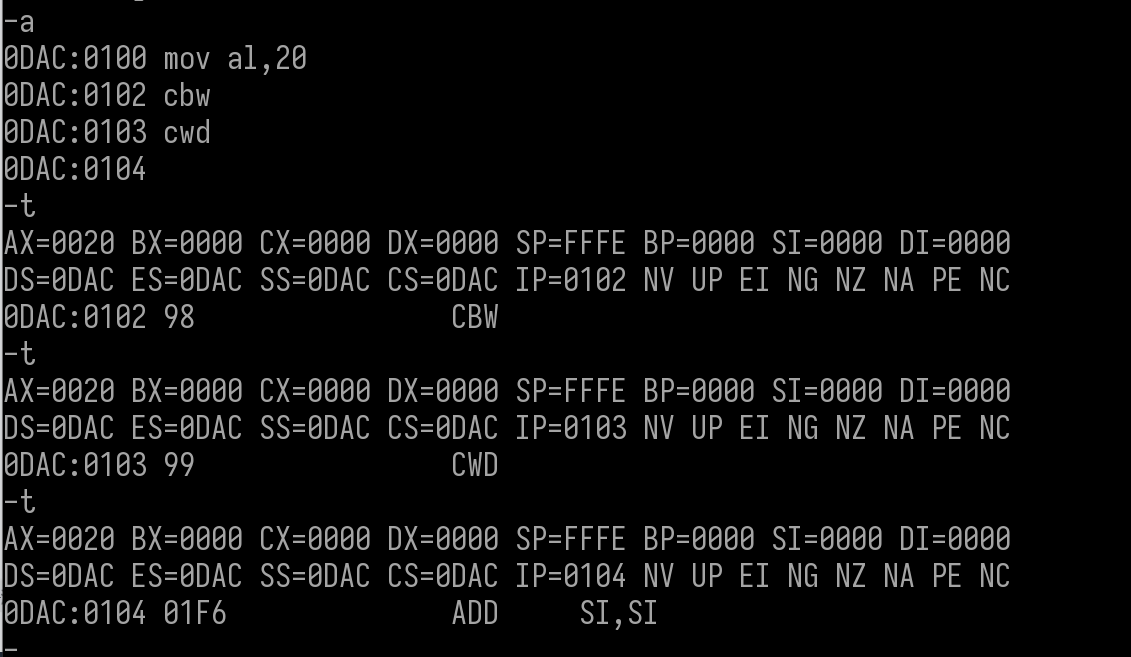 -a
0DAC:0100 mov al,20
0DAC:0102 cbw
0DAC:0103 cwd
0DAC:0104
-t
AX=0020 BX=0000 CX=0000 DX=0000 SP=FFFE BP=0000 SI=0000 DI=0000
DS=0DAC ES=0DAC SS=0DAC CS=0DAC IP=0102 NV UP EI NG NZ NA PE NC
0DAC:0102 98 CBW
-t
AX=0020 BX=0000 CX=0000 DX=0000 SP=FFFE BP=0000 SI=0000 DI=0000
DS=0DAC ES=0DAC SS=0DAC CS=0DAC IP=0103 NV UP EI NG NZ NA PE NC
0DAC:0103 99 CWD
-t
AX=0020 BX=0000 CX=0000 DX=0000 SP=FFFE BP=0000 SI=0000 DI=0000
DS=0DAC ES=0DAC SS=0DAC CS=0DAC IP=0104 NV UP EI NG NZ NA PE NC
0DAC:0104 01F6 ADD SI,SI
-